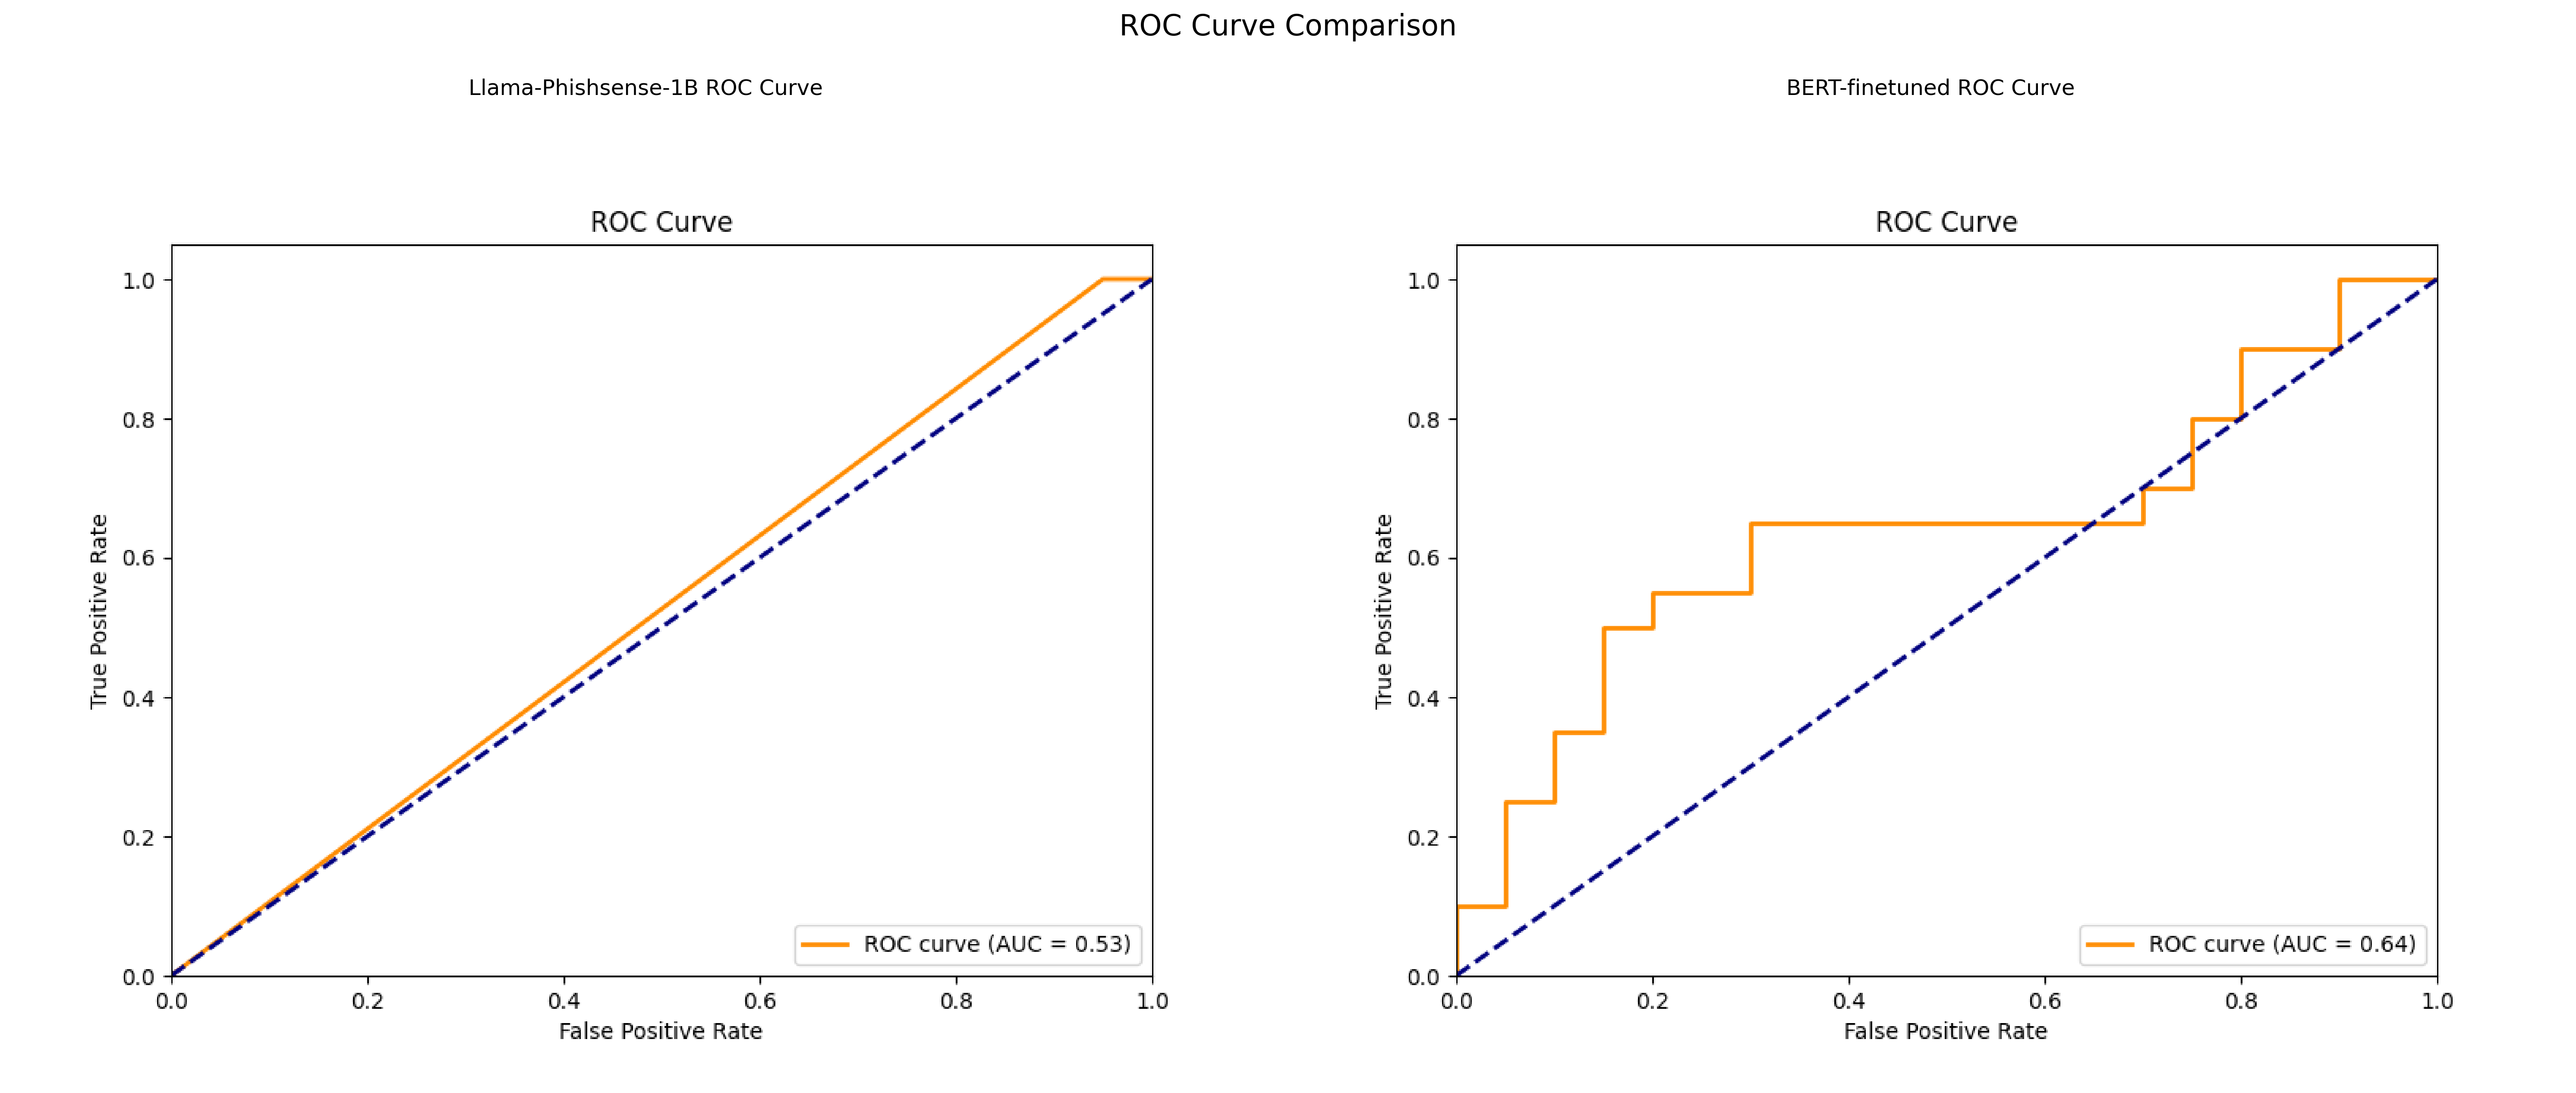 ROC Curve Comparison
Llama-Phishsense-1B ROC Curve
ROC Curve
1.0
0.8
0.6
0.4
0.2
0.0
True Positive Rate
0.0 0.2 0.4 0.6 0.8 1.0
False Positive Rate
ROC curve (AUC = 0.53)
BERT-finetuned ROC Curve
ROC Curve
1.0
0.8
0.6
0.4
0.2
0.0
True Positive Rate
0.0 0.2 0.4 0.6 0.8 1.0
False Positive Rate
ROC curve (AUC = 0.64)